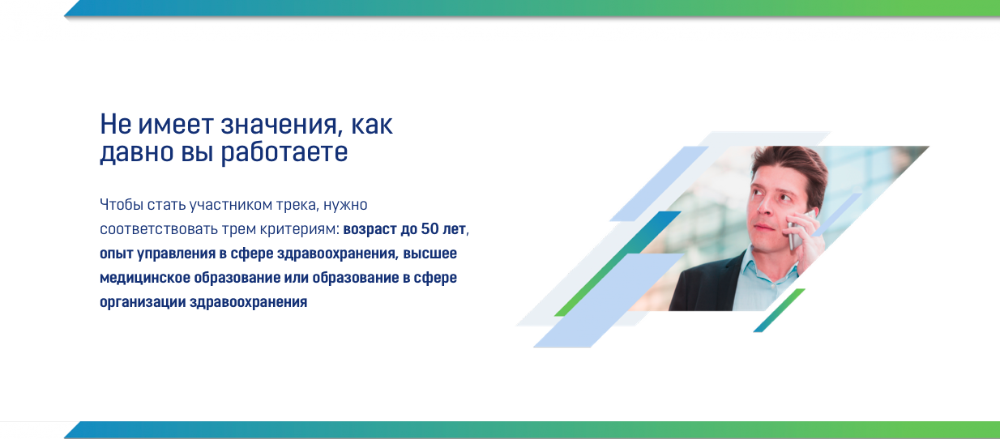 Не имеет значения, как
давно вы работаете
Чтобы стать участником трека, нужно
соответствовать трем критериям: возраст до 50 лет,
опыт управления в сфере здравоохранения, высшее
медицинское образование или образование в сфере
организации здравоохранения